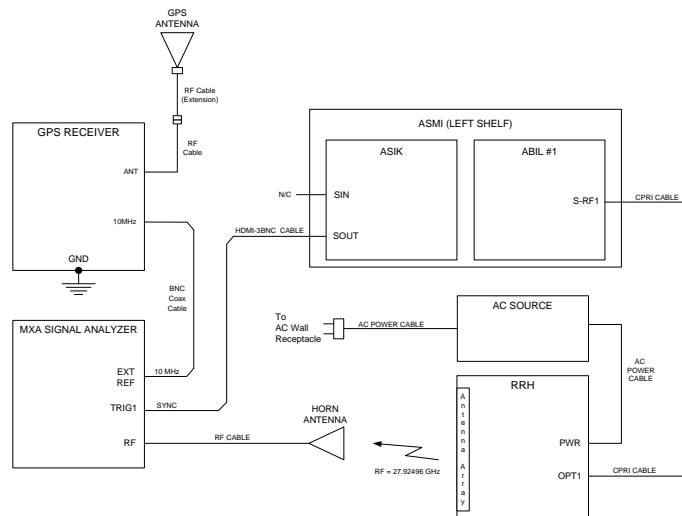 GPS
ANTENNA
RF Cable
(Extension)
RF
Cable
GPS RECEIVER
ANT
10MHz
GND
BNC
Coax
Cable
ASMI (LEFT SHELF)
ASIK
ABIL #1
N/C
SIN
S-RF1
CPRI CABLE
HDMI-3BNC CABLE
SOUT
MXA SIGNAL ANALYZER
EXT
REF
10 MHz
TRIG1
SYNC
RF
RF CABLE
HORN
ANTENNA
To
AC Wall
Receptacle
AC POWER CABLE
AC SOURCE
AC
POWER
CABLE
RRH
Antenna Array
RF = 27.92496 GHz
PWR
OPT1
CPRI CABLE